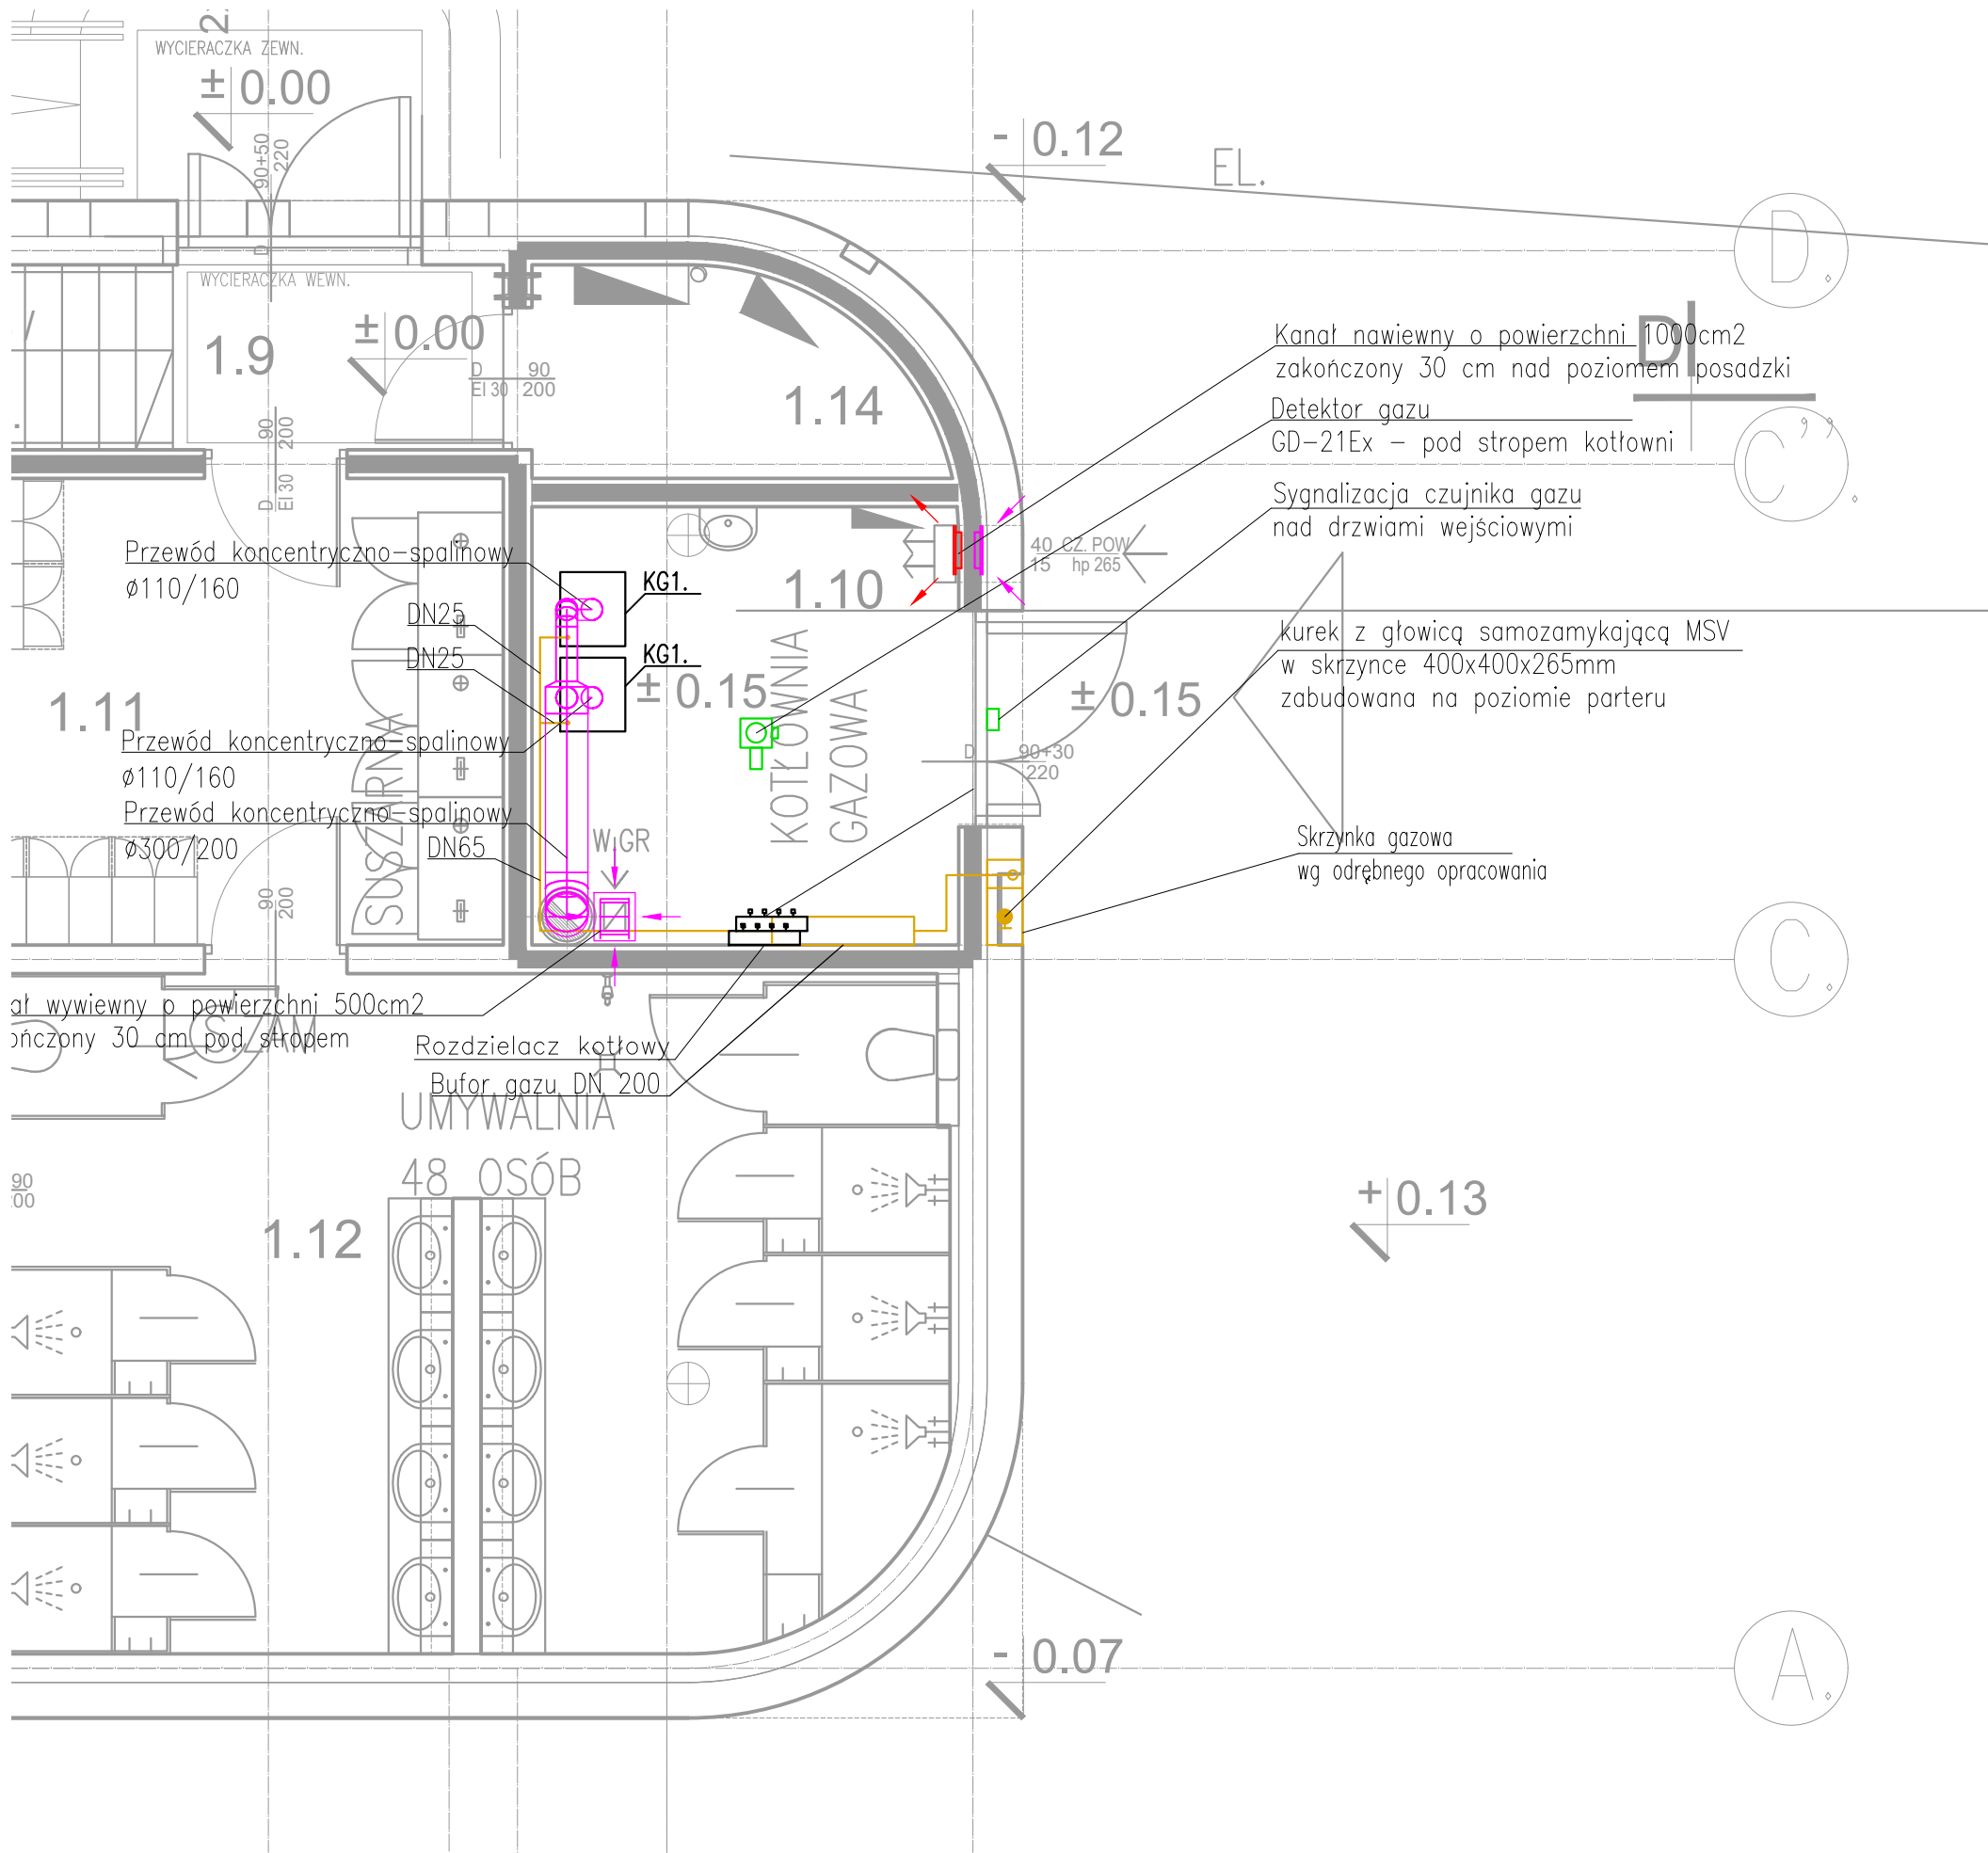 2.
WYCIERACZKA ZEWN.
± 0.00
90+50
220
D
- 0.12
EL.
D.
WYCIERACZKA WEWN.
1.9
± 0.00
D 90
EI 30 200
1.14
Kanał nawiewny o powierzchni 1000cm2
zakończony 30 cm nad poziomem posadzki
D
Detektor gazu
GD-21Ex – pod stropem kotłowni
C''.
D 90
EI 30 200
Sygnalizacja czujnika gazu
nad drzwiami wejściowymi
Przewód koncentryczno-spalinowy
ø110/160
40 CZ. POW
15 hp 265
KG1.
1.10
DN25
kurek z głowicą samozamykającą MSV
w skrzynce 400x400x265mm
zabudowana na poziomie parteru
DN25
KG1.
± 0.15
± 0.15
1.11
KOTŁOWNIA
GAZOWA
SUSZARNIA
Przewód koncentryczno-spalinowy
ø110/160
D 90+30
220
Przewód koncentryczno-spalinowy
ø300/200
DN65
W.GR
Skrzynka gazowa
wg odrębnego opracowania
90
200
C.
ał wywiewny o powierzchni 500cm2
ończony 30 cm pod stropem
S.ZAM
Rozdzielacz kotłowy
Bufor gazu DN 200
UMYWALNIA
48 OSÓB
90
00
1.12
+ 0.13
- 0.07
A.